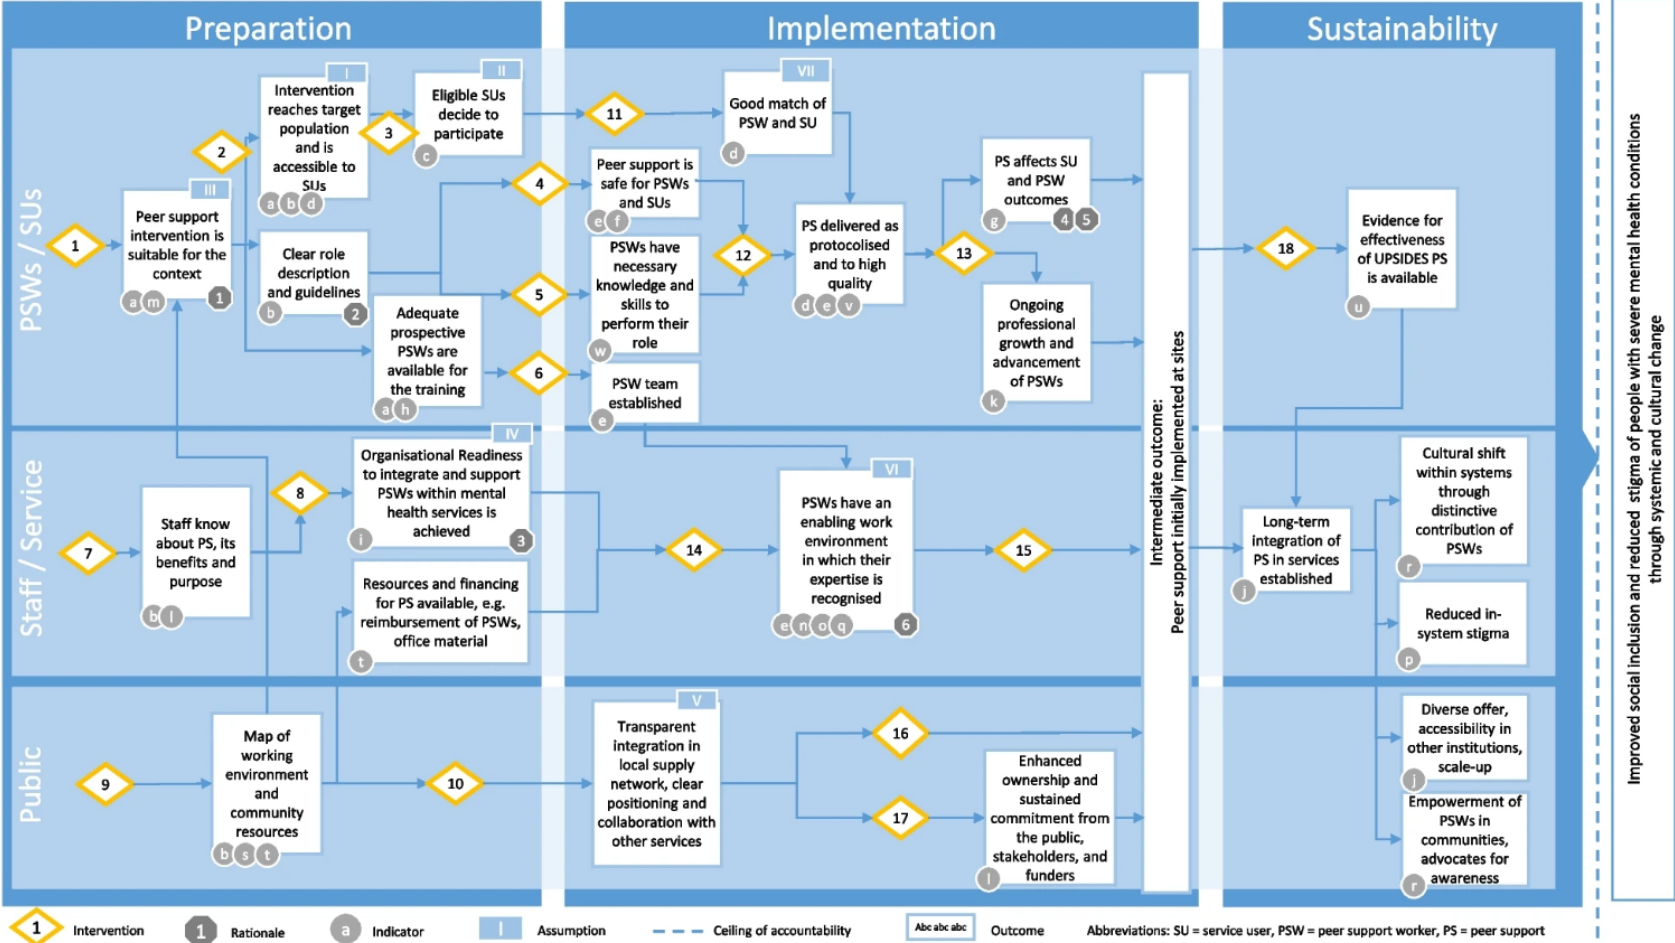 Preparation
Implementation
Sustainability
PSWs / SUs
Staff / Service
Public
1
III
Peer support
intervention is
suitable for the
context
a m 1
2
I
Intervention
reaches target
population
and is
accessible to
SUs
a b d
3
II
Eligible SUs
decide to
participate
c
Clear role
description
and guidelines
b 2
Adequate
prospective
PSWs are
available for
the training
a h
4
5
6
11
VII
Good match of
PSW and SU
d
Peer support is
safe for PSWs
and SUs
e f
PSWs have
necessary
knowledge and
skills to
perform their
role
w
PSW team
established
e
12
PS delivered as
protocolised
and to high
quality
d e v
13
PS affects SU
and PSW
outcomes
g 4 5
Ongoing
professional
growth and
advancement
of PSWs
k
18
Evidence for
effectiveness
of UPSIDES PS
is available
u
7
Staff know
about PS, its
benefits and
purpose
b l
8
IV
Organisational Readiness
to integrate and support
PSWs within mental
health services is
achieved
i 3
Resources and financing
for PS available, e.g.
reimbursement of PSWs,
office material
t
14
VI
PSWs have an
enabling work
environment
in which their
expertise is
recognised
e n o q 6
15
Long-term
integration of
PS in services
established
j
Cultural shift
within systems
through
distinctive
contribution of
PSWs
r
Reduced in-
system stigma
p
9
Map of
working
environment
and
community
resources
b s t
10
V
Transparent
integration in
local supply
network, clear
positioning and
collaboration with
other services
16
17
Enhanced
ownership and
sustained
commitment from
the public,
stakeholders, and
funders
l
Diverse offer,
accessibility in
other institutions,
scale-up
j
Empowerment of
PSWs in
communities,
advocates for
awareness
r
Intermediate outcome:
Peer support initially implemented at sites
Improved social inclusion and reduced stigma of people with severe mental health conditions
through systemic and cultural change
1 Intervention
1 Rationale
a Indicator
I Assumption
Ceiling of accountability
Abc abc abc Outcome
Abbreviations: SU = service user, PSW = peer support worker, PS = peer support